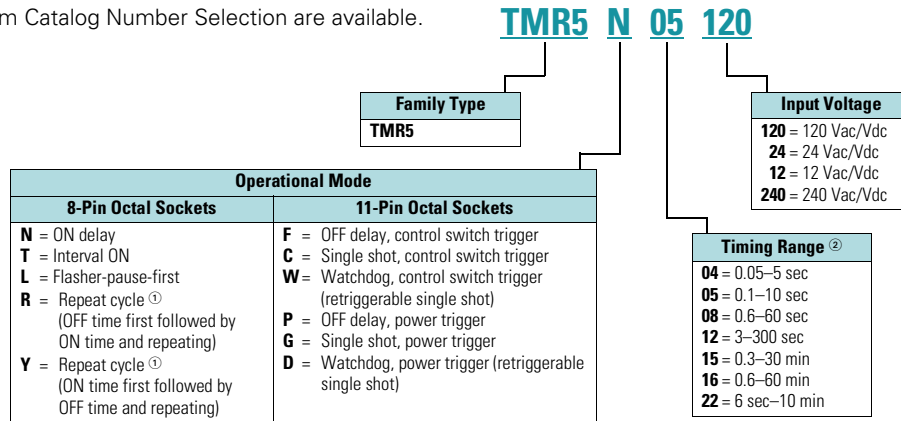 m Catalog Number Selection are available.
TMR5 N 05 120
Family Type
TMR5
Input Voltage
120 = 120 Vac/Vdc
24 = 24 Vac/Vdc
12 = 12 Vac/Vdc
240 = 240 Vac/Vdc
Operational Mode
8-Pin Octal Sockets
N = ON delay
T = Interval ON
L = Flasher-pause-first
R = Repeat cycle ①
(OFF time first followed by
ON time and repeating)
Y = Repeat cycle ①
(ON time first followed by
OFF time and repeating)
11-Pin Octal Sockets
F = OFF delay, control switch trigger
C = Single shot, control switch trigger
W = Watchdog, control switch trigger
(retriggerable single shot)
P = OFF delay, power trigger
G = Single shot, power trigger
D = Watchdog, power trigger (retriggerable
single shot)
Timing Range ②
04 = 0.05–5 sec
05 = 0.1–10 sec
08 = 0.6–60 sec
12 = 3–300 sec
15 = 0.3–30 min
16 = 0.6–60 min
22 = 6 sec–10 min